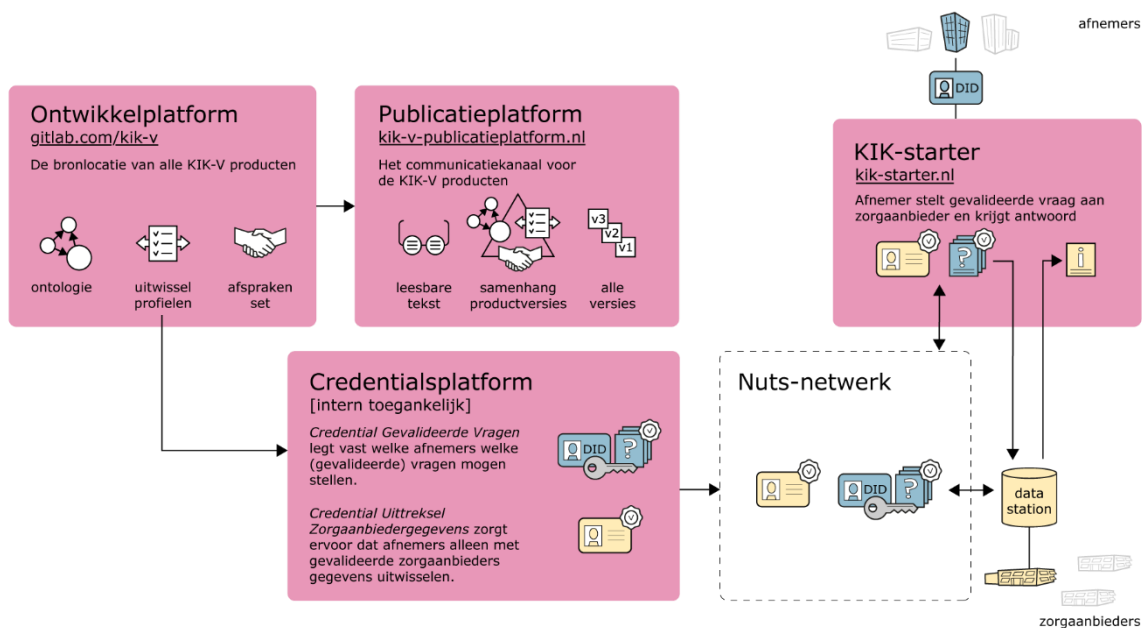 afnemers
DID
Ontwikkelplatform
gitlab.com/kik-v
De bronlocatie van alle KIK-V producten
ontologie
uitwissel
profielen
afspraken
set
Publicatieplatform
kik-v-publicatieplatform.nl
Het communicatiekanaal voor
de KIK-V producten
v3
v2
v1
leesbare
tekst
samenhang
productversies
alle
versies
KIK-starter
kik-starter.nl
Afnemer stelt gevalideerde vraag aan
zorgaanbieder en krijgt antwoord
?
i
Credentialsplatform
[intern toegankelijk]
Credential Gevalideerde Vragen
legt vast welke afnemers welke
(gevalideerde) vragen mogen
stellen.
DID
?
Credential Uittreksel
Zorgaanbiedergegevens zorgt
ervoor dat afnemers alleen met
gevalideerde zorgaanbieders
gegevens uitwisselen.
Nuts-netwerk
DID
?
data
station
zorgaanbieders